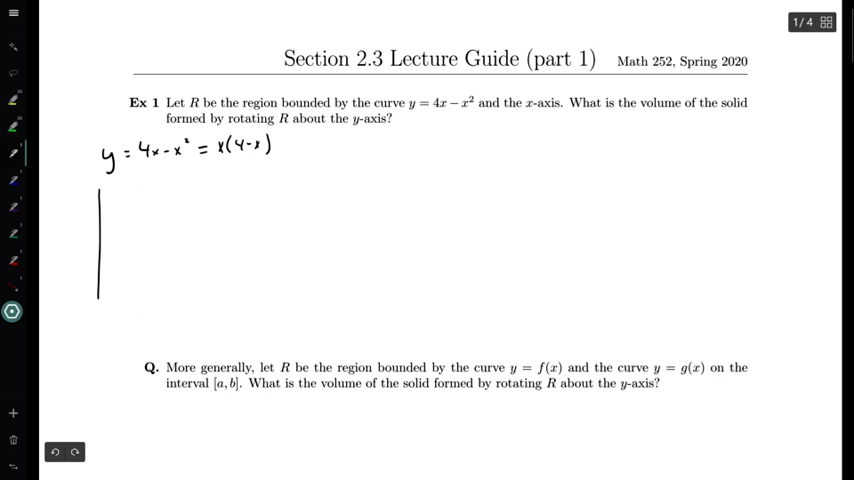 1/4
Section 2.3 Lecture Guide (part 1) Math 252, Spring 2020
Ex 1 Let R be the region bounded by the curve y = 4x − x² and the x-axis. What is the volume of the solid
formed by rotating R about the y-axis?
y = 4x - x² = x(4-x)
Q. More generally, let R be the region bounded by the curve y = f(x) and the curve y = g(x) on the
interval [a, b]. What is the volume of the solid formed by rotating R about the y-axis?